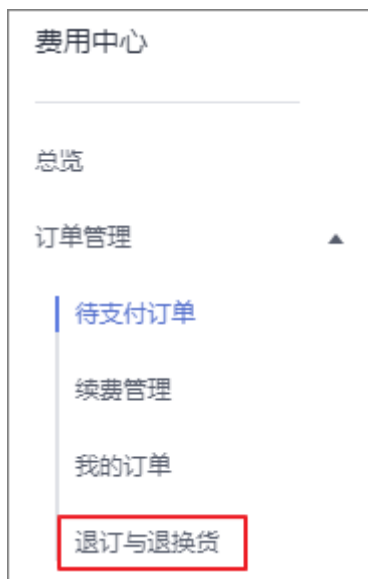 费用中心
总览
订单管理
待支付订单
续费管理
我的订单
退订与退换货